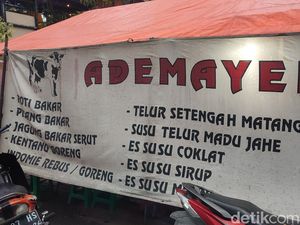 ADEMAYE
- ROTI BAKAR
- PISANG BAKAR
- JAGUNG BAKAR SERUT
- KENTANG GORENG
INDOMIE REBUS / GORENG
- TELUR SETENGAH MATANG
- SUSU TELUR MADU JAHE
- ES SUSU COKLAT
- ES SUSU SIRUP
- ES SUSU
detikcom